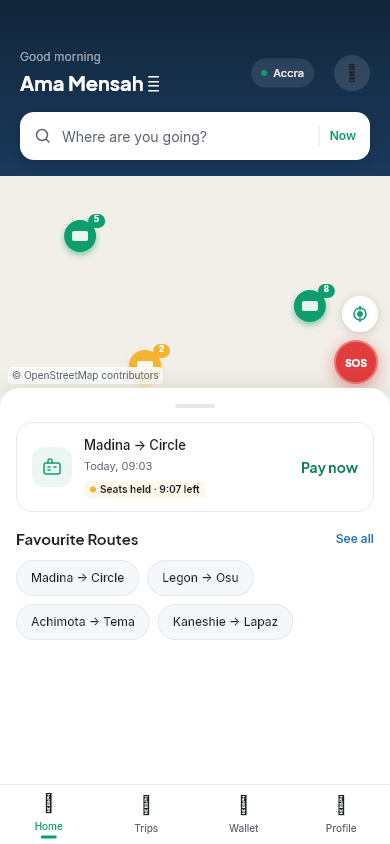 Good morning
Ama Mensah
Accra
Where are you going?
Now
5
8
2
SOS
© OpenStreetMap contributors
Madina → Circle
Today, 09:03
Seats held · 9:07 left
Pay now
Favourite Routes
See all
Madina → Circle
Legon → Osu
Achimota → Tema
Kaneshie → Lapaz
Home
Trips
Wallet
Profile